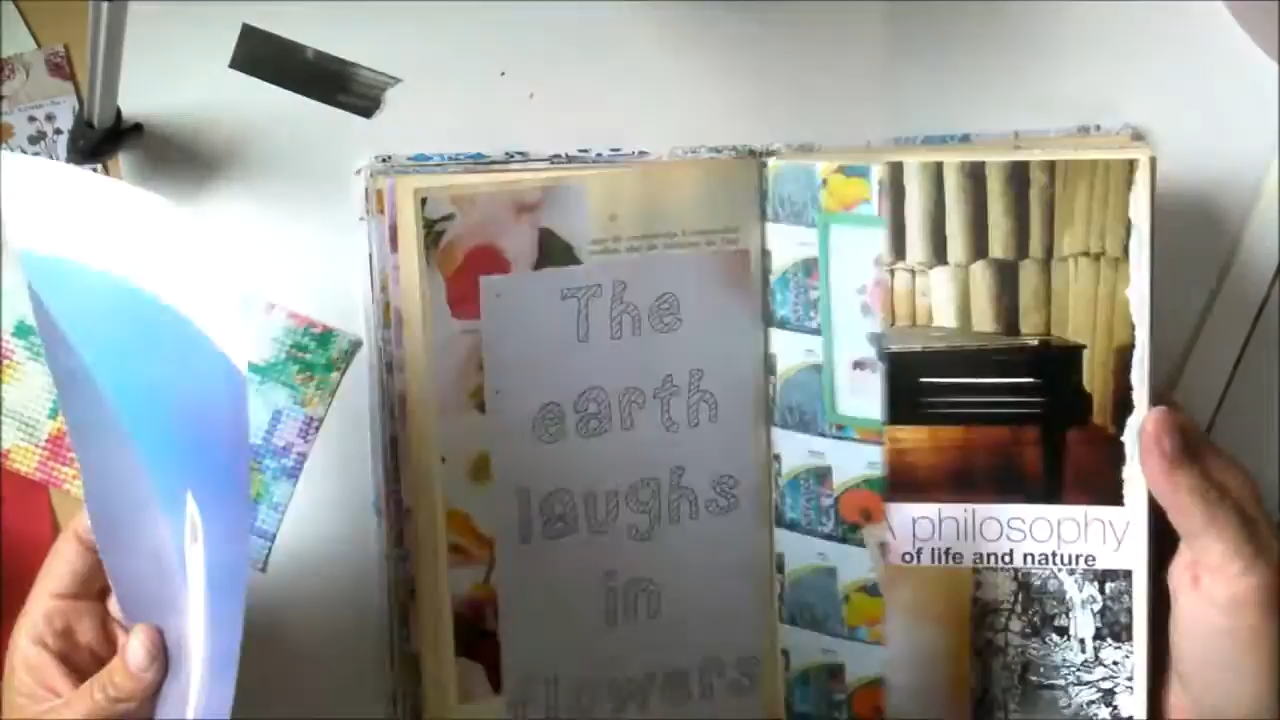 The
earth
laughs
in
flowers
A philosophy
of life and nature